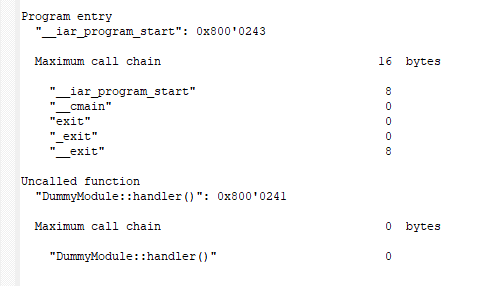 Program entry
"__iar_program_start": 0x800'0243
Maximum call chain 16 bytes
"__iar_program_start" 8
"__cmain" 0
"exit" 0
"_exit" 0
"__exit" 8
Uncalled function
"DummyModule::handler()": 0x800'0241
Maximum call chain 0 bytes
"DummyModule::handler()" 0